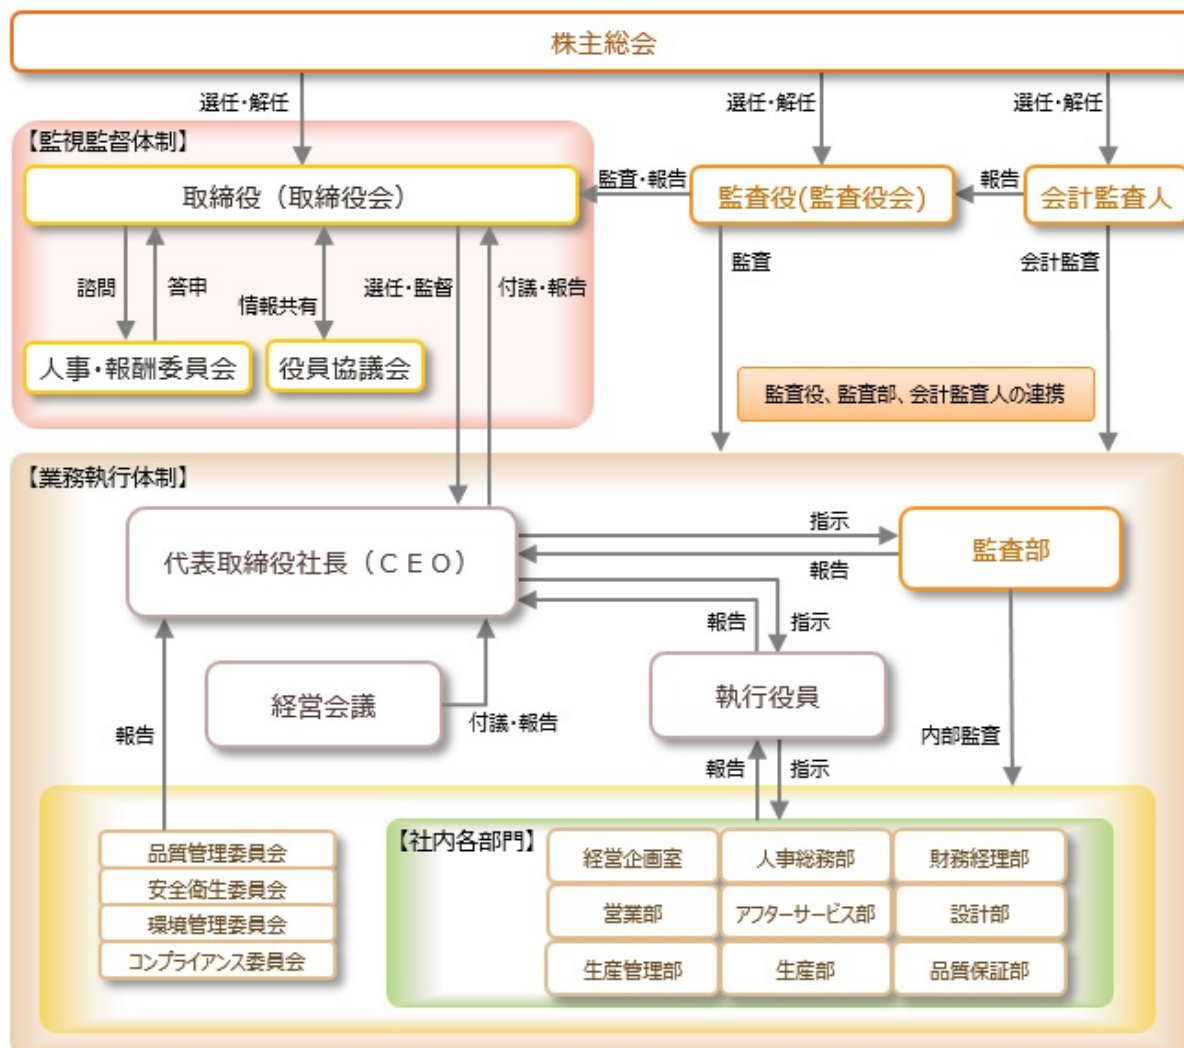 株主総会
選任・解任
選任・解任
選任・解任
【監視監督体制】
取締役（取締役会）
監査・報告
監査役(監査役会)
報告
会計監査人
諮問
答申
情報共有
選任・監督
付議・報告
監査
会計監査
人事・報酬委員会
役員協議会
監査役、監査部、会計監査人の連携
【業務執行体制】
代表取締役社長（ＣＥＯ）
指示
報告
監査部
報告
指示
経営会議
付議・報告
執行役員
報告
内部監査
報告
指示
品質管理委員会
安全衛生委員会
環境管理委員会
コンプライアンス委員会
【社内各部門】
経営企画室
人事総務部
財務経理部
営業部
アフターサービス部
設計部
生産管理部
生産部
品質保証部